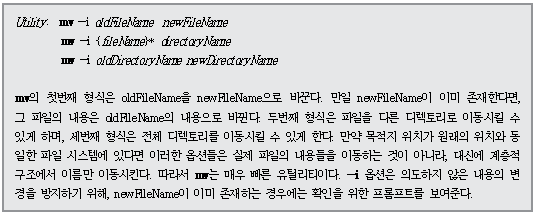 Utility: mv -i oldFileName newFileName
mv -i {fileName}* directoryName
mv -i oldDirectoryName newDirectoryName
mv의 첫번째 형식은 oldFileName을 newFileName으로 바꾼다. 만일 newFileName이 이미 존재한다면,
그 파일의 내용은 oldFileName의 내용으로 바뀐다. 두번째 형식은 파일을 다른 디렉토리로 이동시킬 수
있게 하며, 세번째 형식은 전체 디렉토리를 이동시킬 수 있게 한다. 만약 목적지 위치가 원래의 위치와 동
일한 파일 시스템에 있다면 이러한 옵션들은 실제 파일의 내용들을 이동하는 것이 아니라, 대신에 계층적
구조에서 이름만 이동시킨다. 따라서 mv는 매우 빠른 유틸리티이다. -i 옵션은 의도하지 않은 내용의 변
경을 방지하기 위해, newFileName이 이미 존재하는 경우에는 확인을 위한 프롬프트를 보여준다.